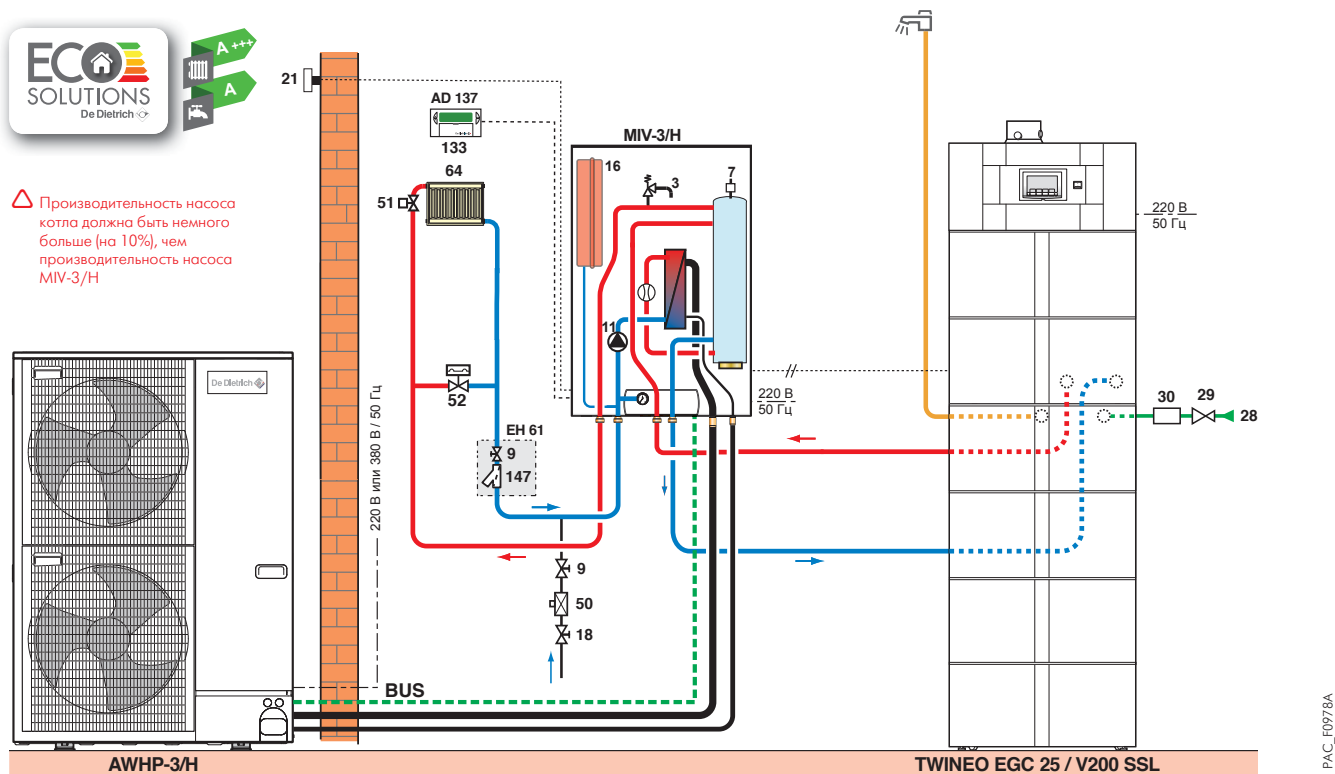 ECO
SOLUTIONS
De Dietrich
A +++
A
21
AD 137
133
64
51
Производительность насоса
котла должна быть немного
больше (на 10%), чем
производительность насоса
MIV-3/H
MIV-3/H
16
3
7
11
52
EH 61
9
147
9
50
18
220 В
50 Гц
220 В
50 Гц
30
29
28
De Dietrich
220 В или 380 В / 50 Гц
BUS
AWHP-3/H
TWINEO EGC 25 / V200 SSL
PAC_F0978A